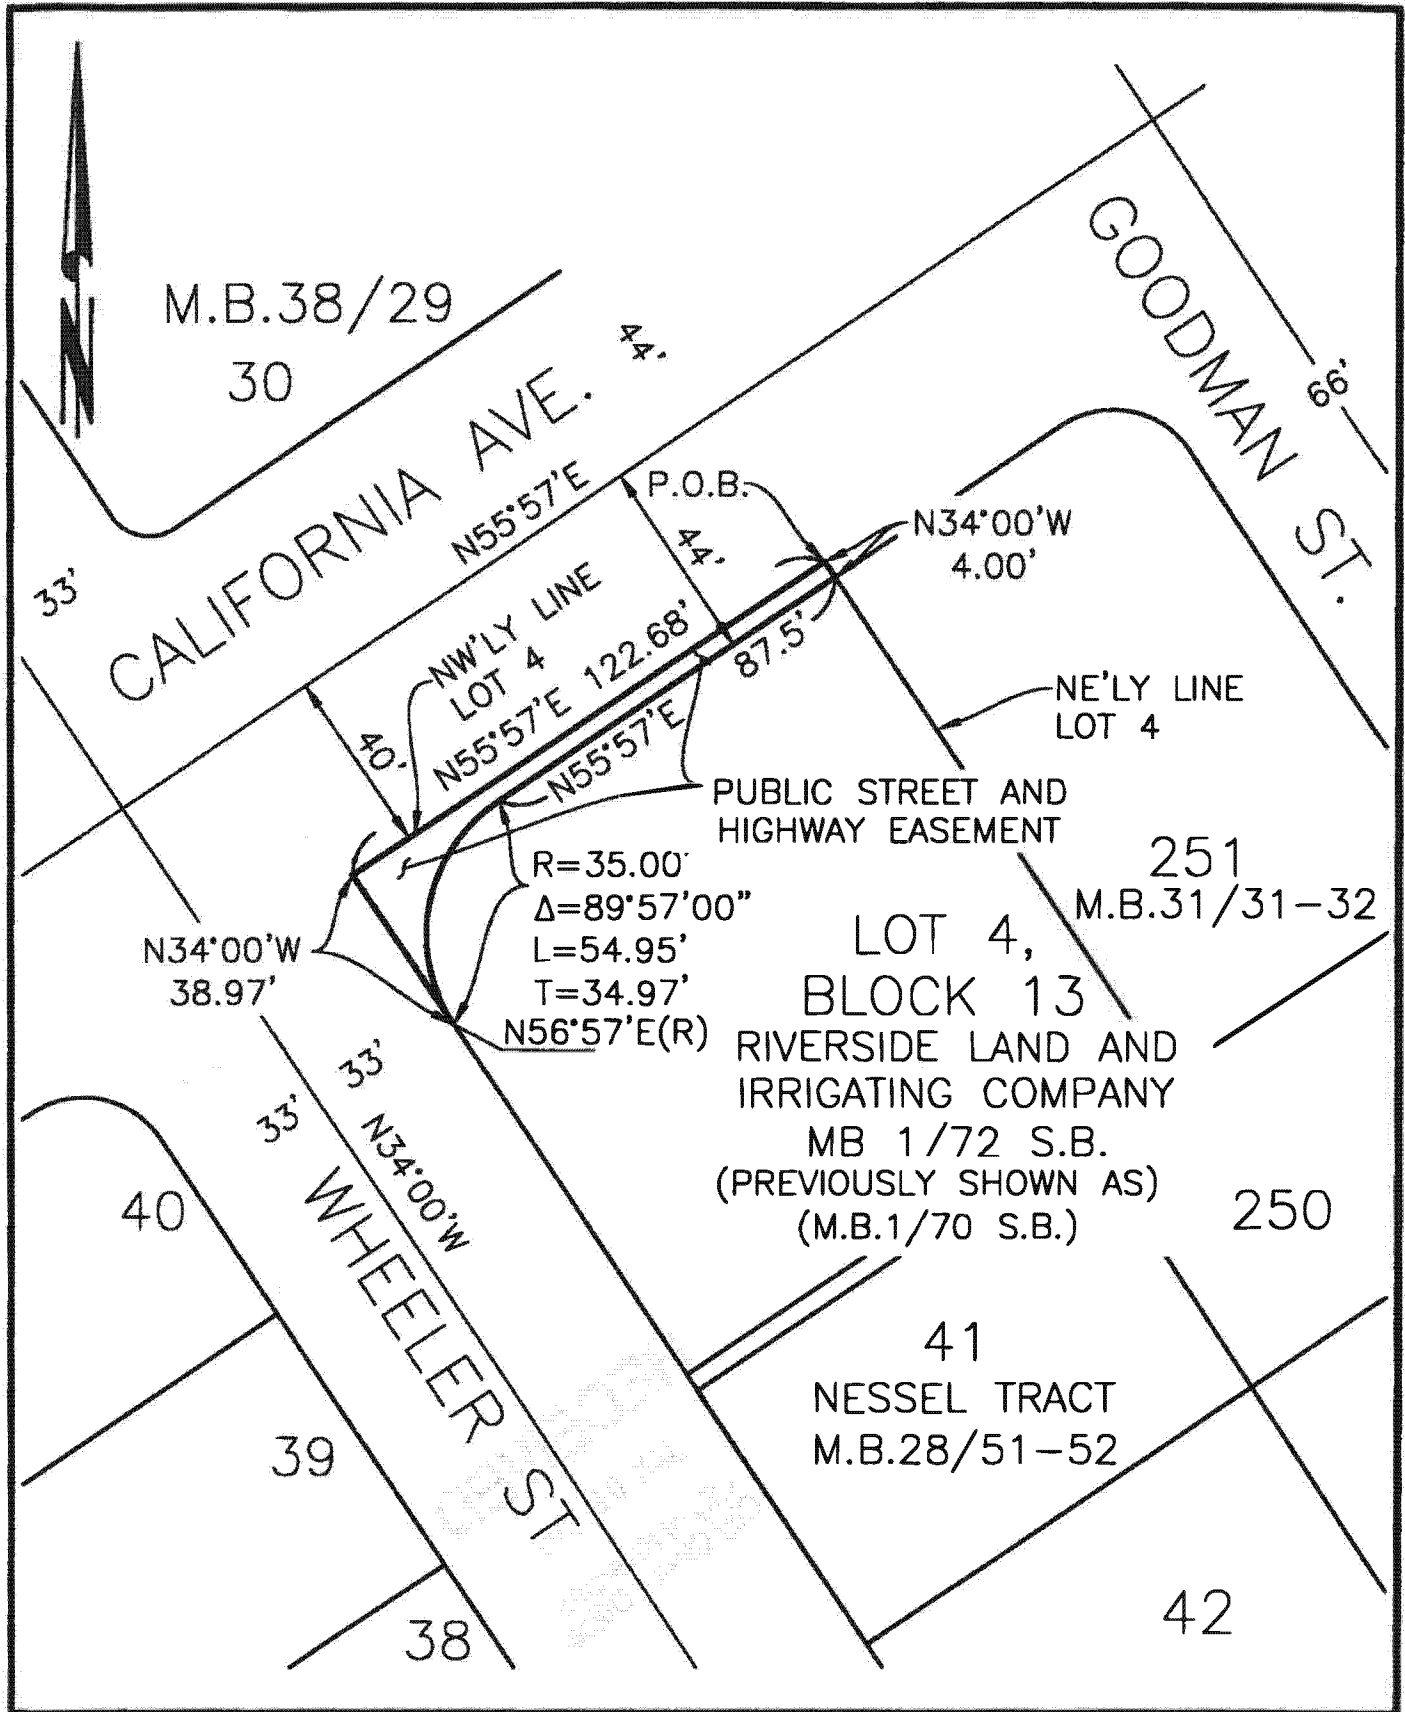 N
M.B.38/29
30
CALIFORNIA AVE.
44'
GOODMAN ST.
66'
N55°57'E
P.O.B.
44'
N34°00'W
4.00'
33'
NW'LY LINE
LOT 4
N55°57'E 122.68'
87.5'
40'
N55°57'E
NE'LY LINE
LOT 4
PUBLIC STREET AND
HIGHWAY EASEMENT
R=35.00'
Δ=89°57'00"
L=54.95'
T=34.97'
N56°57'E(R)
N34°00'W
38.97'
251
M.B.31/31-32
LOT 4,
BLOCK 13
RIVERSIDE LAND AND
IRRIGATING COMPANY
MB 1/72 S.B.
(PREVIOUSLY SHOWN AS)
(M.B.1/70 S.B.)
33'
33'
N34°00'W
WHEELER ST
40
250
41
NESSEL TRACT
M.B.28/51-52
39
38
42